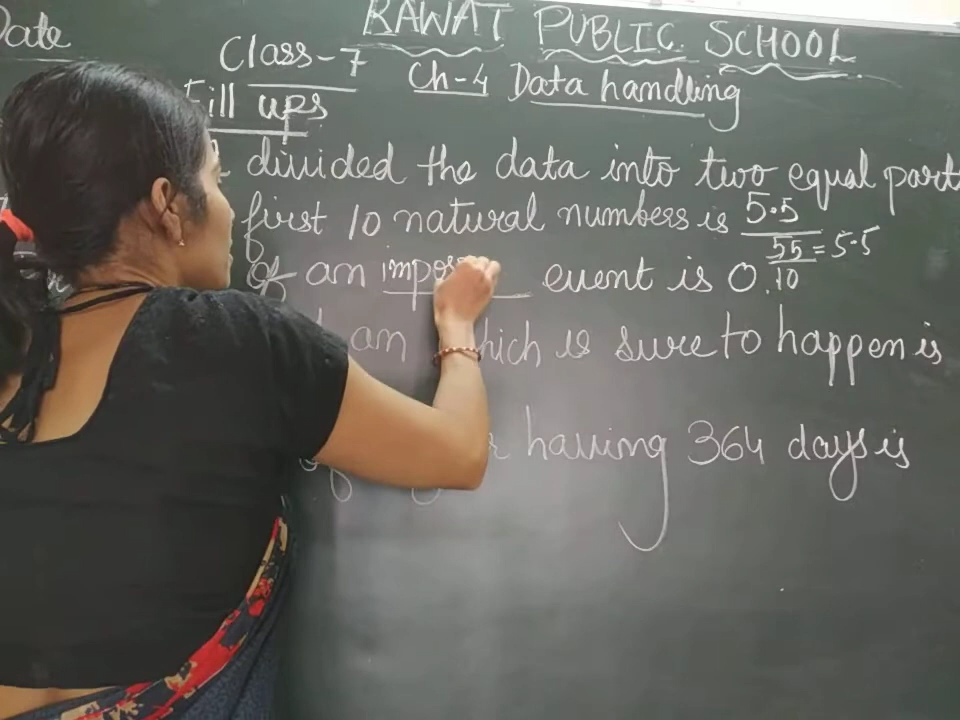 Date
RAWAT PUBLIC SCHOOL
Class-7 Ch-4 Data handling
Fill ups
divided the data into two equal parts
first 10 natural numbers is 5.5
55/10 = 5.5
of an event is 0.
an which is sure to happen is
having 364 days is